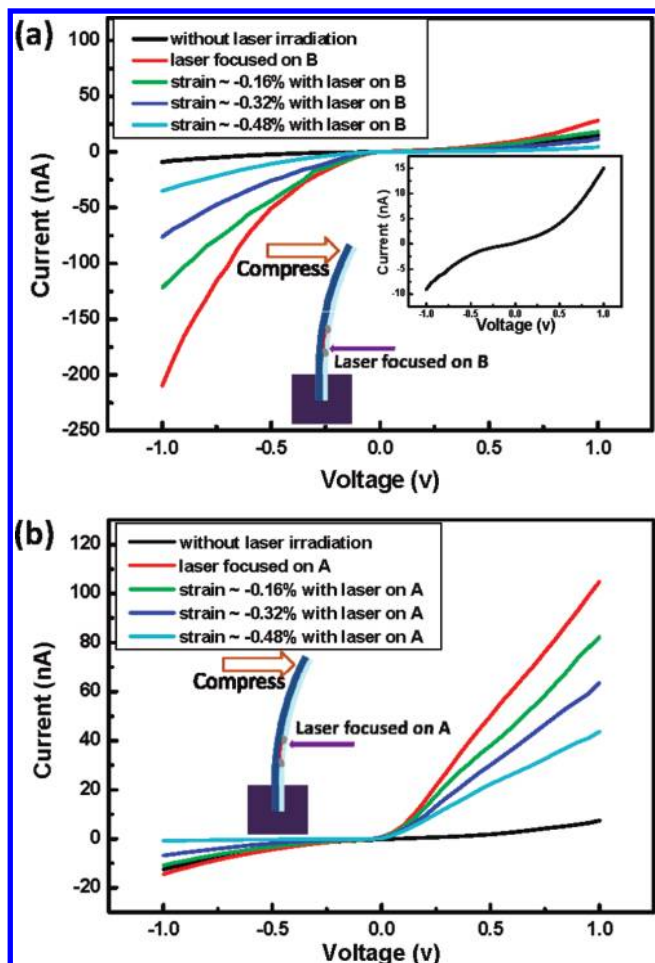 (a)
without laser irradiation
laser focused on B
strain ~ -0.16% with laser on B
strain ~ -0.32% with laser on B
strain ~ -0.48% with laser on B
100
50
0
-50
-100
-150
-200
-250
Current (nA)
-1.0 -0.5 0.0 0.5 1.0
Voltage (v)
Compress
Laser focused on B
15
10
5
0
-5
-10
Current (nA)
-1.0 -0.5 0.0 0.5 1.0
Voltage (v)
(b)
without laser irradiation
laser focused on A
strain ~ -0.16% with laser on A
strain ~ -0.32% with laser on A
strain ~ -0.48% with laser on A
120
100
80
60
40
20
0
-20
Current (nA)
Compress
Laser focused on A
-1.0 -0.5 0.0 0.5 1.0
Voltage (v)